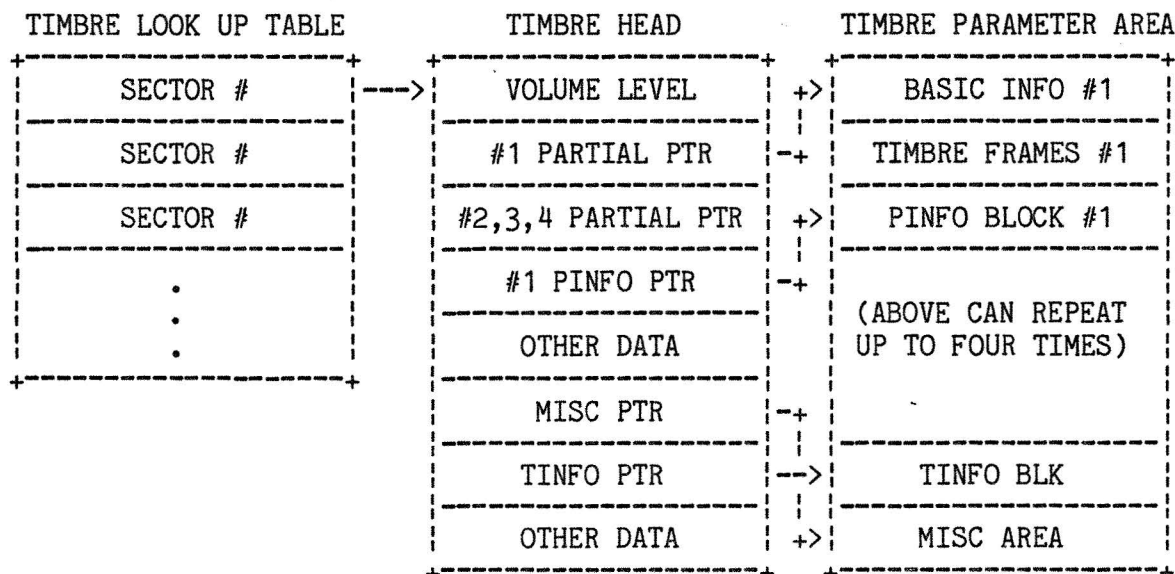 TIMBRE LOOK UP TABLE
TIMBRE HEAD
TIMBRE PARAMETER AREA
SECTOR #
SECTOR #
SECTOR #
VOLUME LEVEL
#1 PARTIAL PTR
#2,3,4 PARTIAL PTR
#1 PINFO PTR
OTHER DATA
MISC PTR
TINFO PTR
OTHER DATA
BASIC INFO #1
TIMBRE FRAMES #1
PINFO BLOCK #1
(ABOVE CAN REPEAT
UP TO FOUR TIMES)
TINFO BLK
MISC AREA